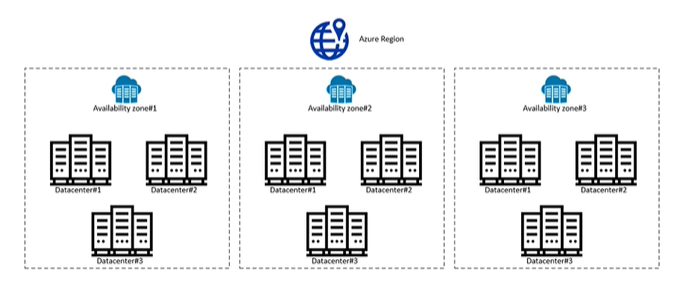 Azure Region
Availability zone#1
Availability zone#2
Availability zone#3
Datacenter#1
Datacenter#2
Datacenter#1
Datacenter#2
Datacenter#1
Datacenter#2
Datacenter#3
Datacenter#3
Datacenter#3